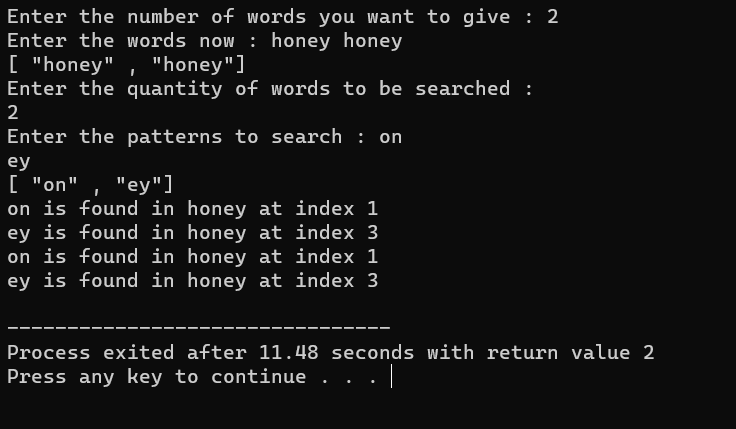 Enter the number of words you want to give : 2
Enter the words now : honey honey
[ "honey" , "honey"]
Enter the quantity of words to be searched :
2
Enter the patterns to search : on
ey
[ "on" , "ey"]
on is found in honey at index 1
ey is found in honey at index 3
on is found in honey at index 1
ey is found in honey at index 3
--------------------------------
Process exited after 11.48 seconds with return value 2
Press any key to continue . . .